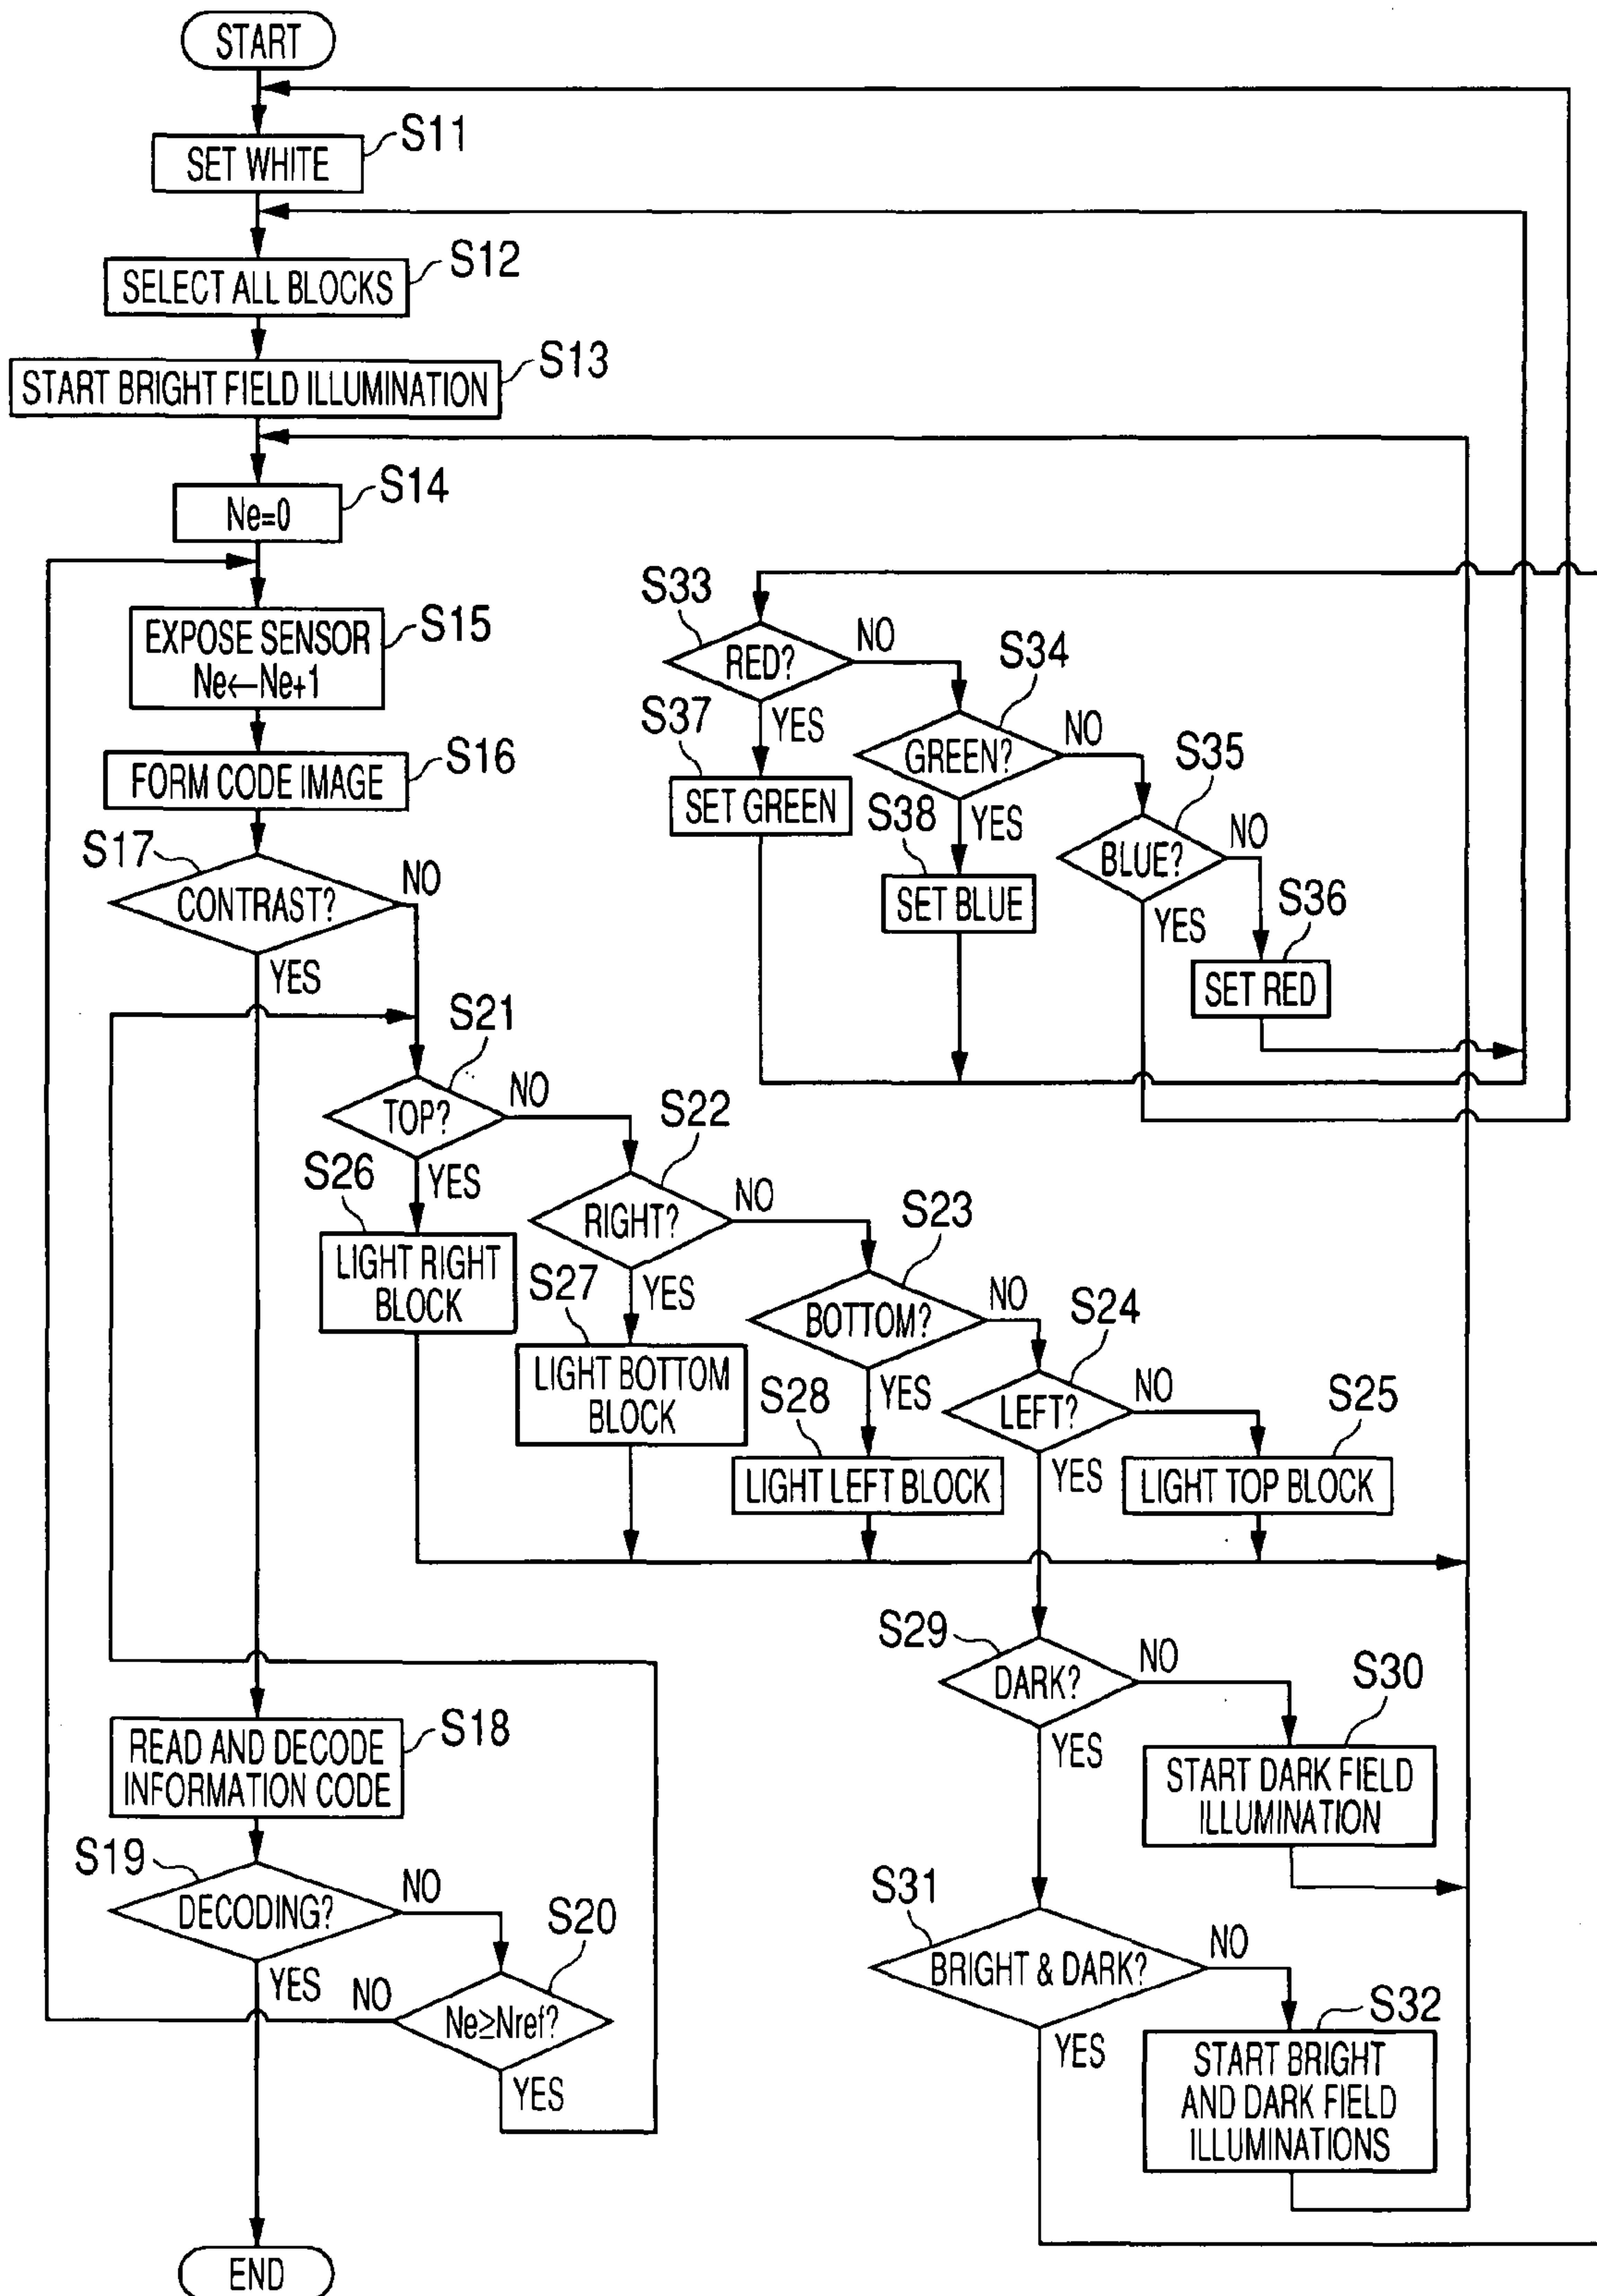 START
S11
SET WHITE
S12
SELECT ALL BLOCKS
S13
START BRIGHT FIELD ILLUMINATION
S14
Ne=0
S15
EXPOSE SENSOR
Ne←Ne+1
S16
FORM CODE IMAGE
S17
CONTRAST?
NO
YES
S33
RED?
NO
YES
S34
GREEN?
NO
YES
S37
SET GREEN
S35
BLUE?
NO
YES
S38
SET BLUE
S36
SET RED
S21
TOP?
NO
YES
S22
RIGHT?
NO
YES
S26
LIGHT RIGHT
BLOCK
S23
BOTTOM?
NO
YES
S27
LIGHT BOTTOM
BLOCK
S24
LEFT?
NO
YES
S28
LIGHT LEFT BLOCK
S25
LIGHT TOP BLOCK
S29
DARK?
NO
YES
S30
START DARK FIELD
ILLUMINATION
S18
READ AND DECODE
INFORMATION CODE
S19
DECODING?
NO
YES
S20
Ne≥Nref?
NO
YES
S31
BRIGHT & DARK?
NO
YES
S32
START BRIGHT
AND DARK FIELD
ILLUMINATIONS
END